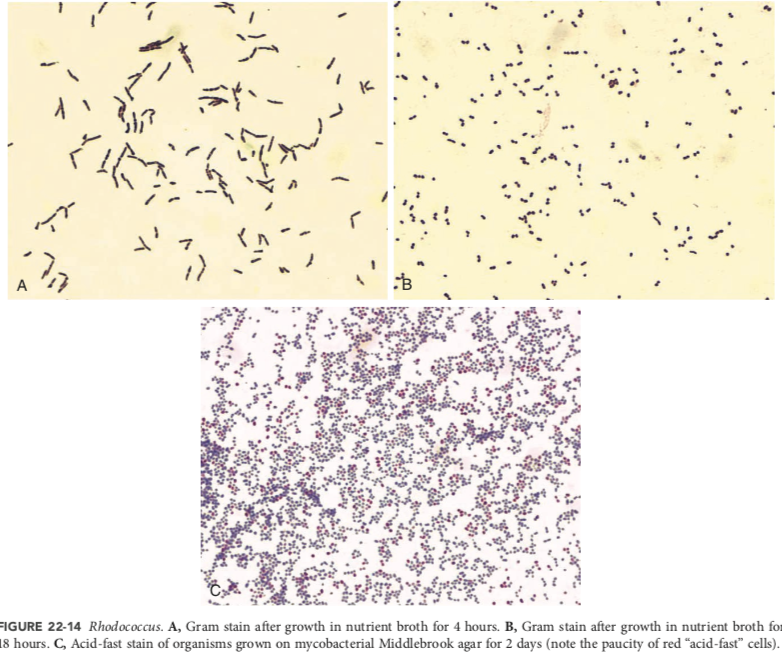 A
B
C
FIGURE 22-14 Rhodococcus. A, Gram stain after growth in nutrient broth for 4 hours. B, Gram stain after growth in nutrient broth for
18 hours. C, Acid-fast stain of organisms grown on mycobacterial Middlebrook agar for 2 days (note the paucity of red “acid-fast” cells).